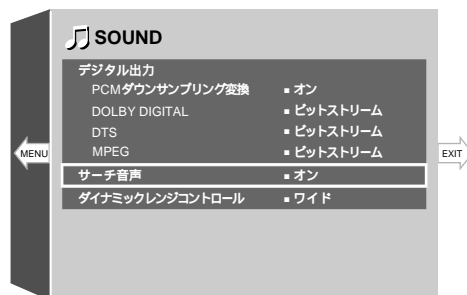 SOUND
デジタル出力
PCMダウンサンプリング変換 ■ オン
DOLBY DIGITAL ■ ビットストリーム
DTS ■ ビットストリーム
MPEG ■ ビットストリーム
MENU
EXIT
サーチ音声 ■ オン
ダイナミックレンジコントロール ■ ワイド